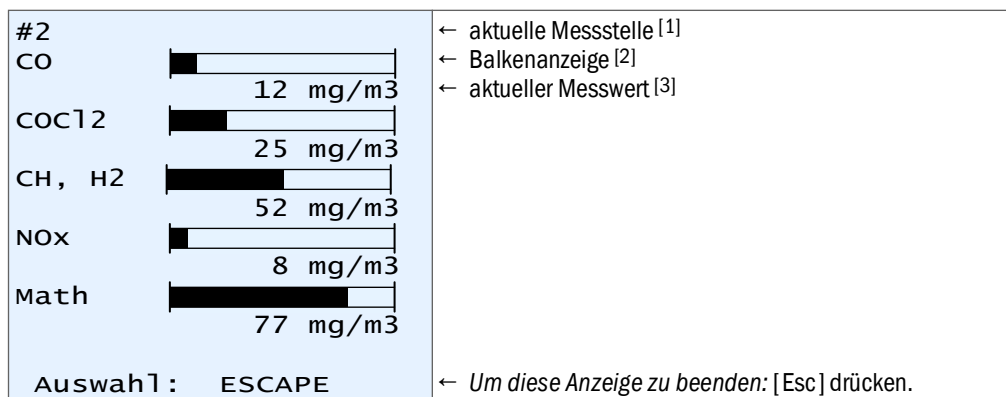 #2 ← aktuelle Messstelle [1]
CO ← Balkenanzeige [2]
12 mg/m3 ← aktueller Messwert [3]
COCl2
25 mg/m3
CH, H2
52 mg/m3
NOx
8 mg/m3
Math
77 mg/m3
Auswahl: ESCAPE ← Um diese Anzeige zu beenden: [Esc] drücken.